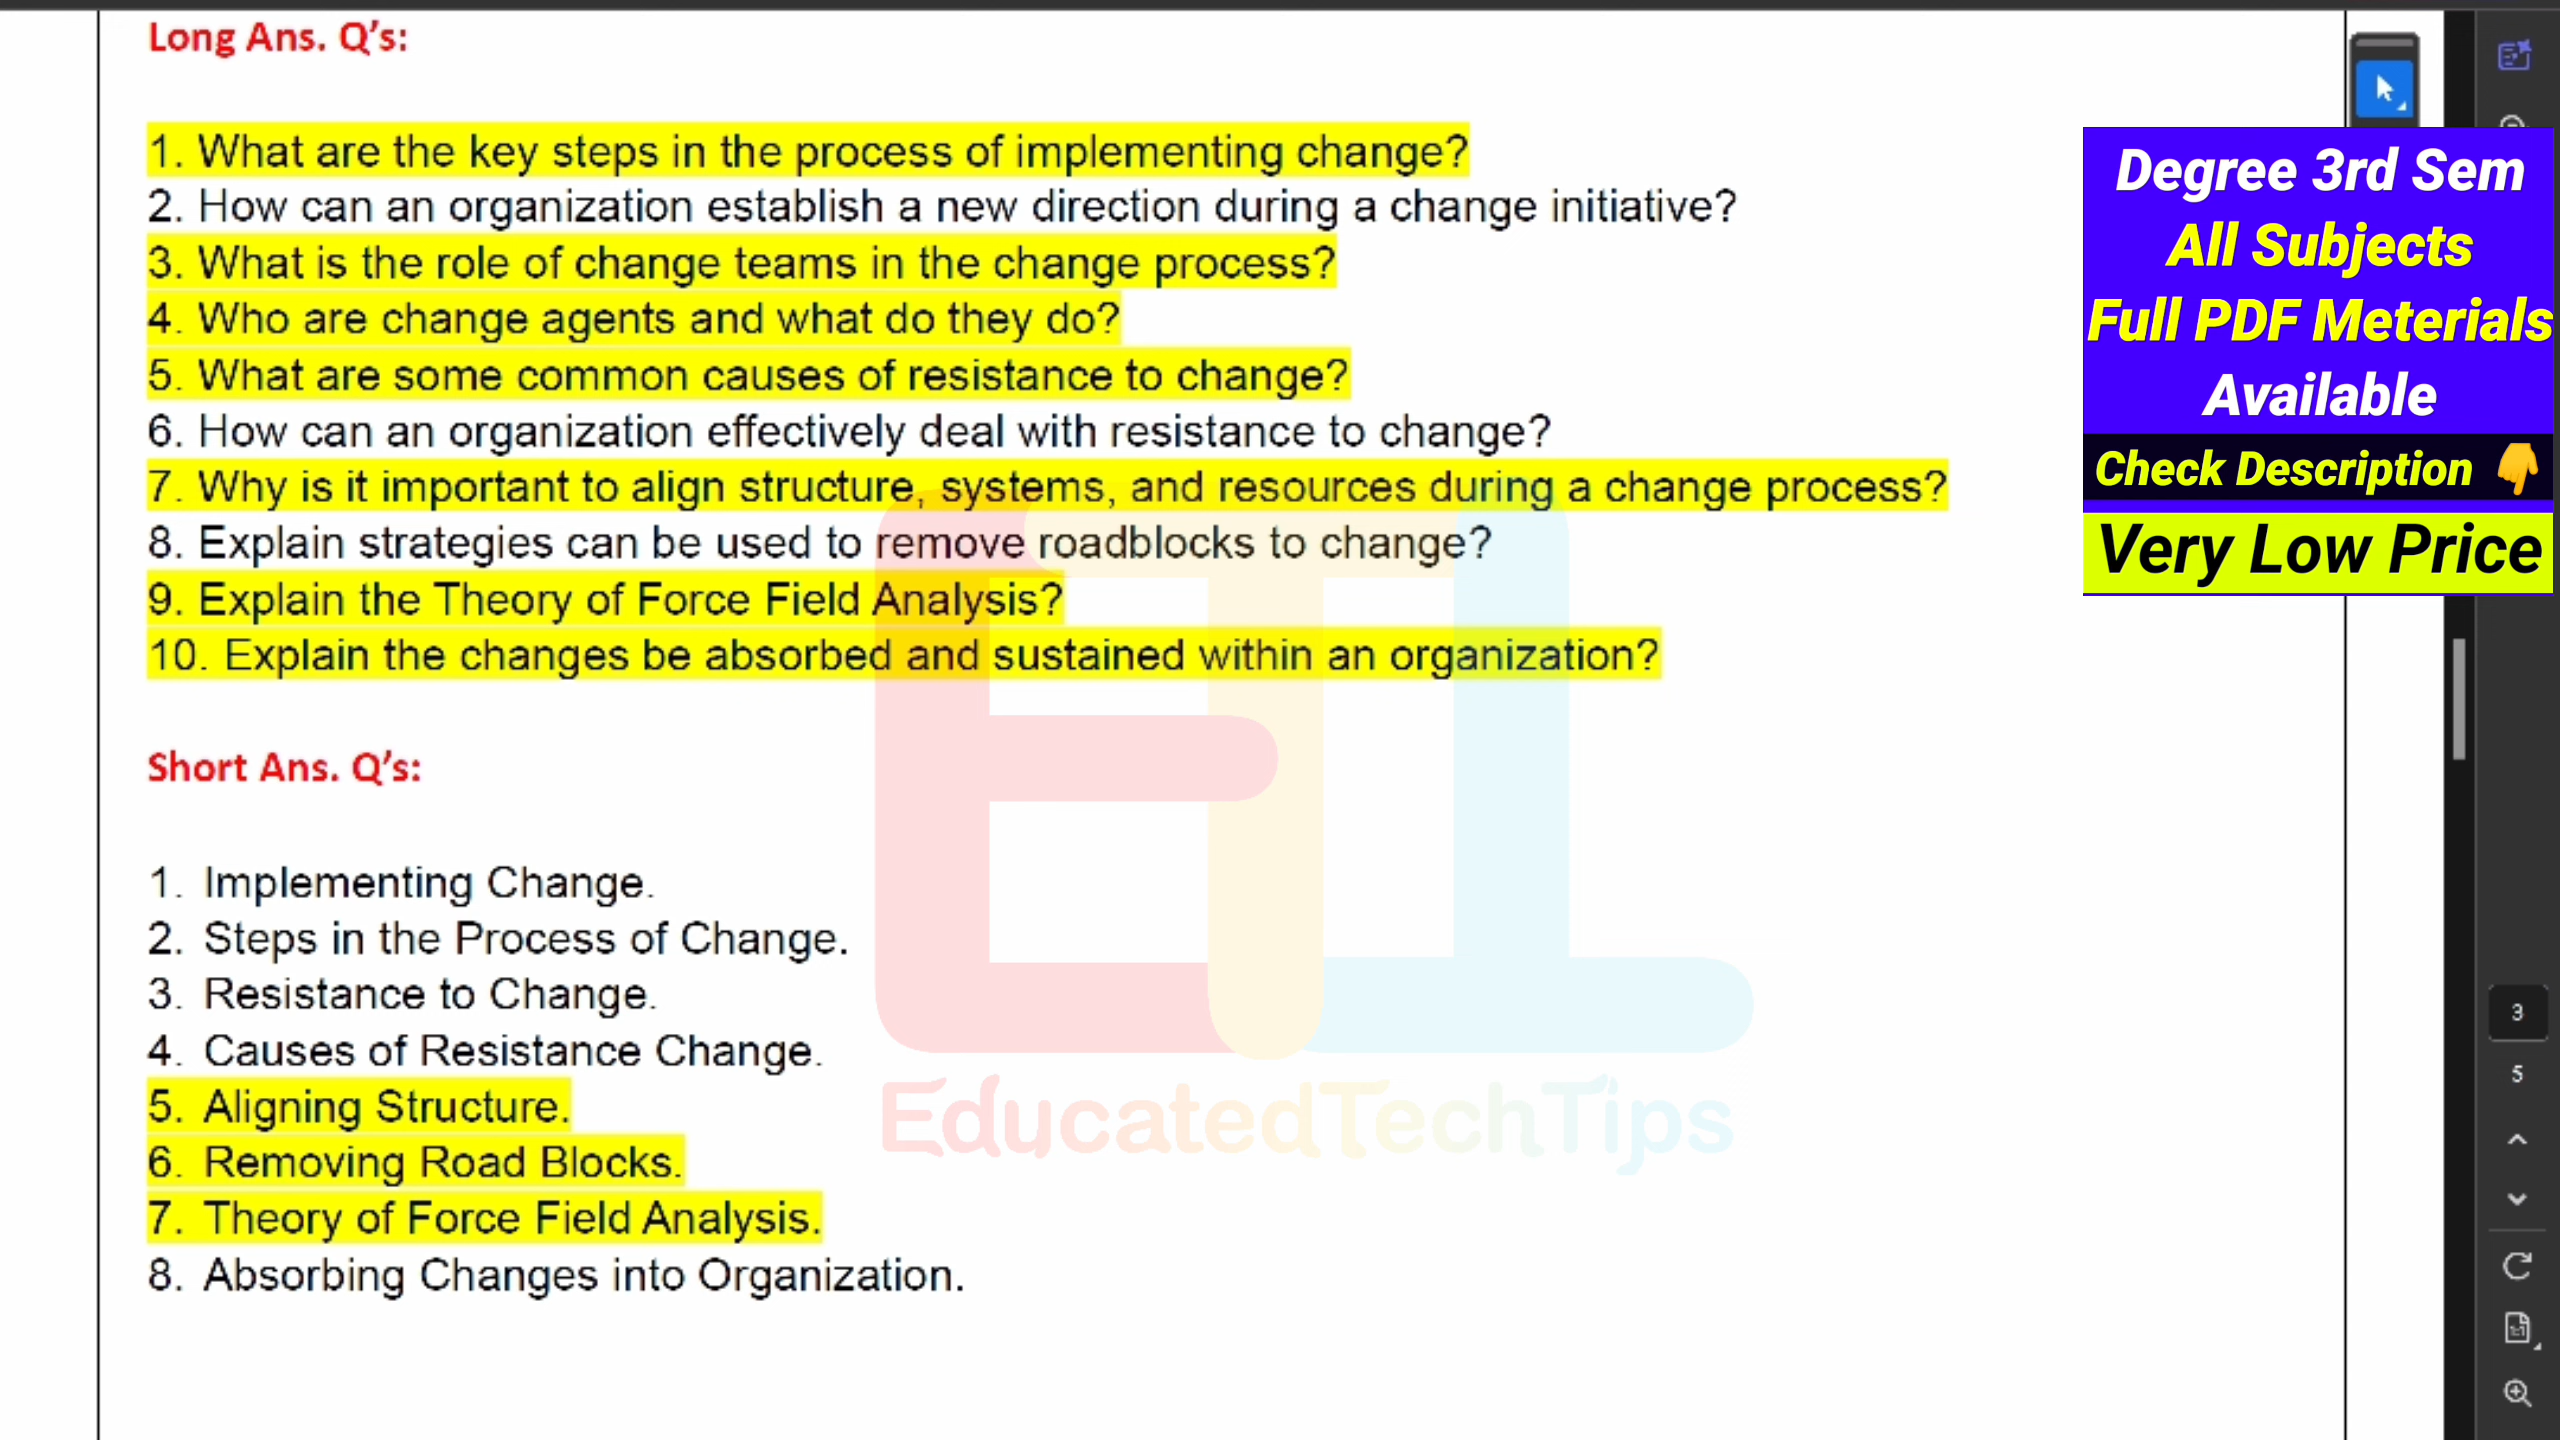 Long Ans. Q's:
1. What are the key steps in the process of implementing change?
2. How can an organization establish a new direction during a change initiative?
3. What is the role of change teams in the change process?
4. Who are change agents and what do they do?
5. What are some common causes of resistance to change?
6. How can an organization effectively deal with resistance to change?
7. Why is it important to align structure, systems, and resources during a change process?
8. Explain strategies can be used to remove roadblocks to change?
9. Explain the Theory of Force Field Analysis?
10. Explain the changes be absorbed and sustained within an organization?
Short Ans. Q's:
1. Implementing Change.
2. Steps in the Process of Change.
3. Resistance to Change.
4. Causes of Resistance Change.
5. Aligning Structure.
6. Removing Road Blocks.
7. Theory of Force Field Analysis.
8. Absorbing Changes into Organization.
EducatedTechTips
Degree 3rd Sem
All Subjects
Full PDF Meterials
Available
Check Description
Very Low Price
3
5